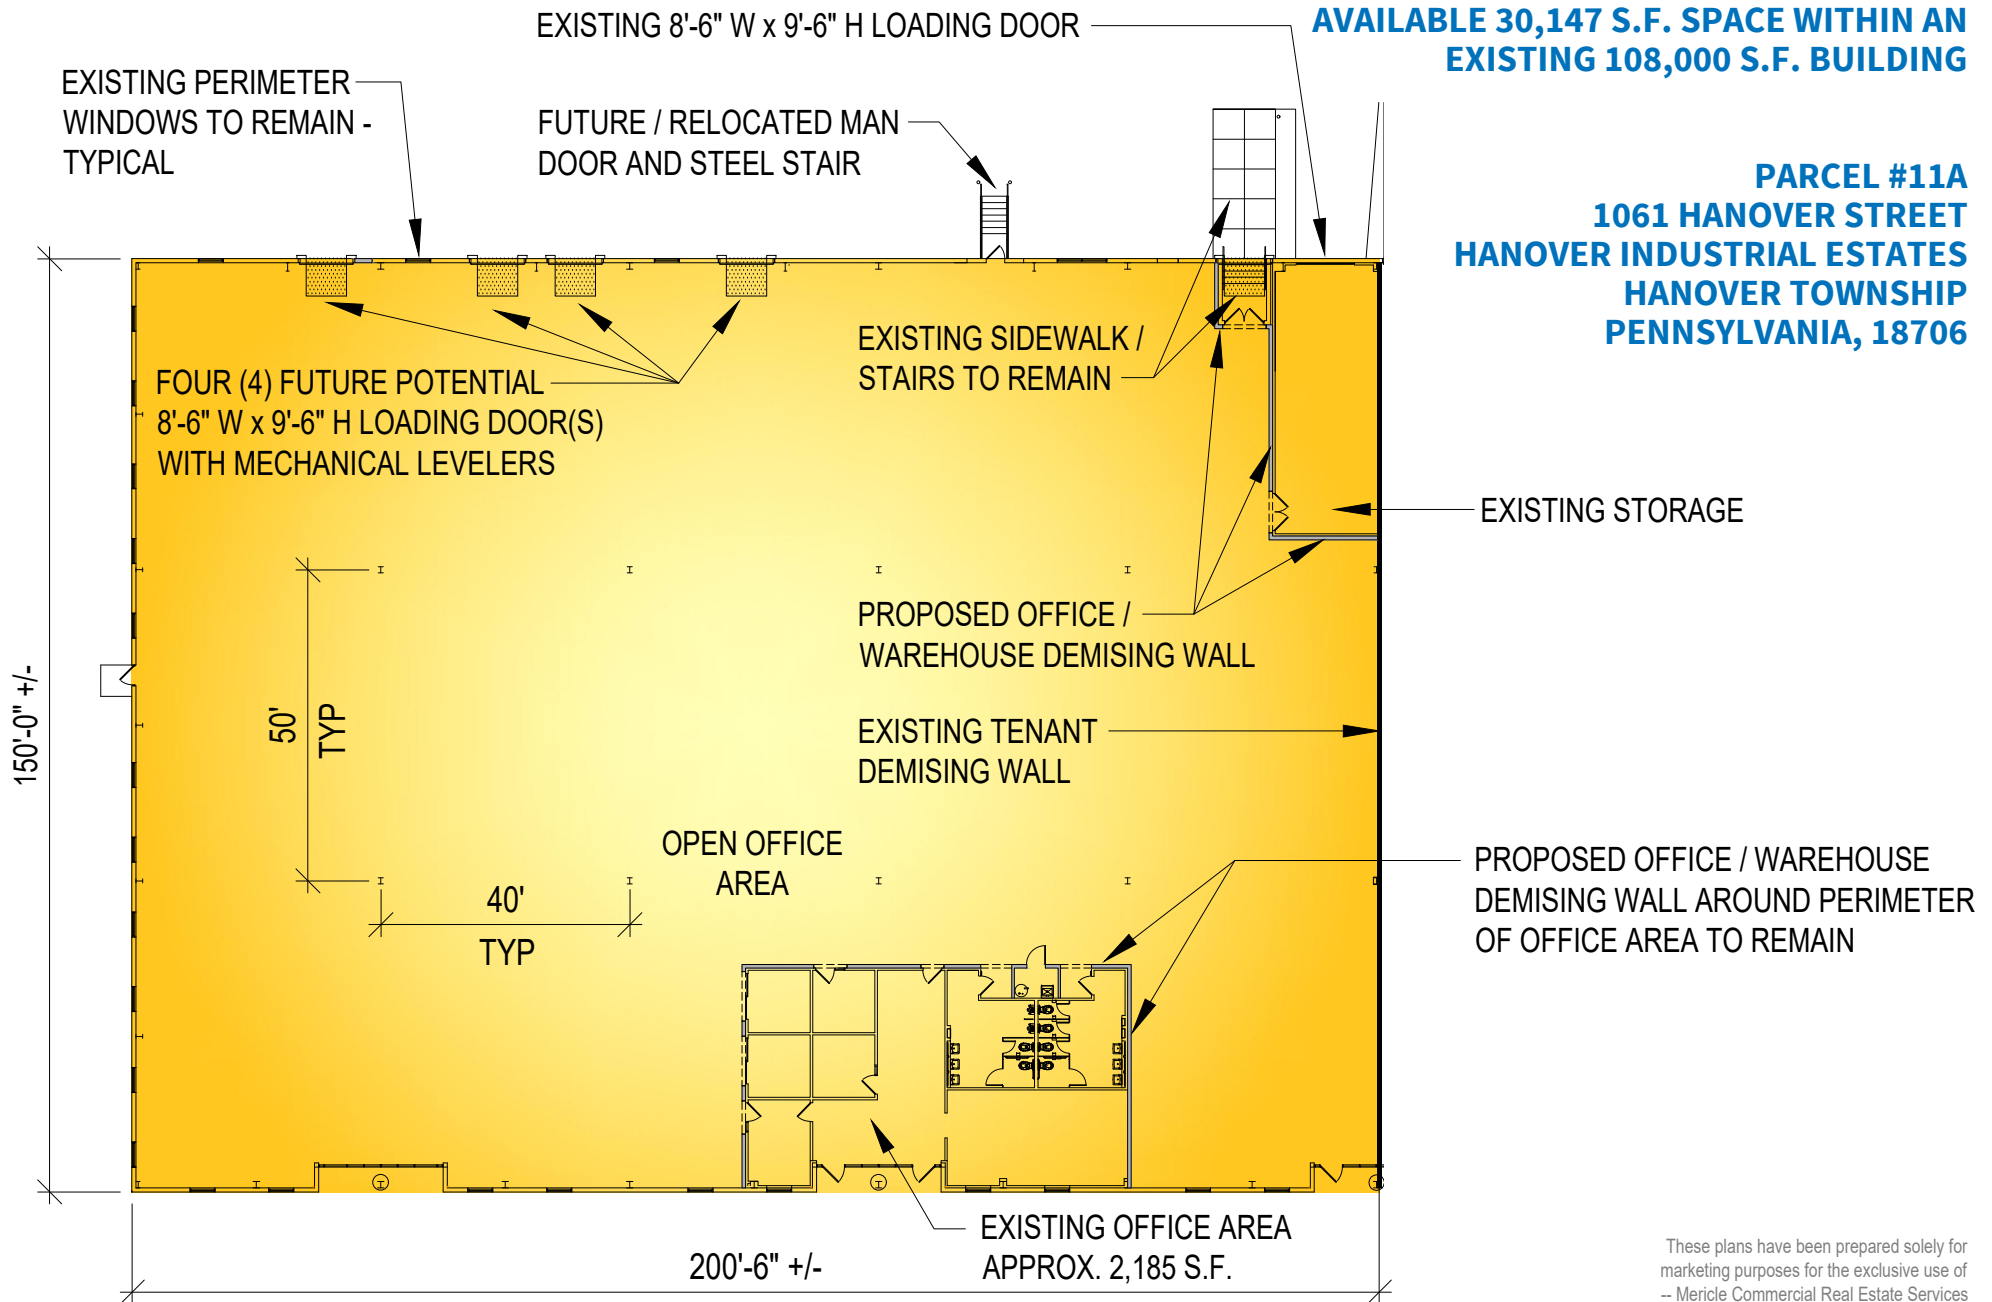 EXISTING 8'-6" W x 9'-6" H LOADING DOOR
AVAILABLE 30,147 S.F. SPACE WITHIN AN
EXISTING 108,000 S.F. BUILDING
EXISTING PERIMETER
WINDOWS TO REMAIN -
TYPICAL
FUTURE / RELOCATED MAN
DOOR AND STEEL STAIR
PARCEL #11A
1061 HANOVER STREET
HANOVER INDUSTRIAL ESTATES
HANOVER TOWNSHIP
PENNSYLVANIA, 18706
EXISTING SIDEWALK /
STAIRS TO REMAIN
FOUR (4) FUTURE POTENTIAL
8'-6" W x 9'-6" H LOADING DOOR(S)
WITH MECHANICAL LEVELERS
EXISTING STORAGE
PROPOSED OFFICE /
WAREHOUSE DEMISING WALL
150'-0" +/-
50'
TYP
EXISTING TENANT
DEMISING WALL
OPEN OFFICE
AREA
40'
TYP
PROPOSED OFFICE / WAREHOUSE
DEMISING WALL AROUND PERIMETER
OF OFFICE AREA TO REMAIN
EXISTING OFFICE AREA
APPROX. 2,185 S.F.
200'-6" +/-
These plans have been prepared solely for
marketing purposes for the exclusive use of
-- Mericle Commercial Real Estate Services